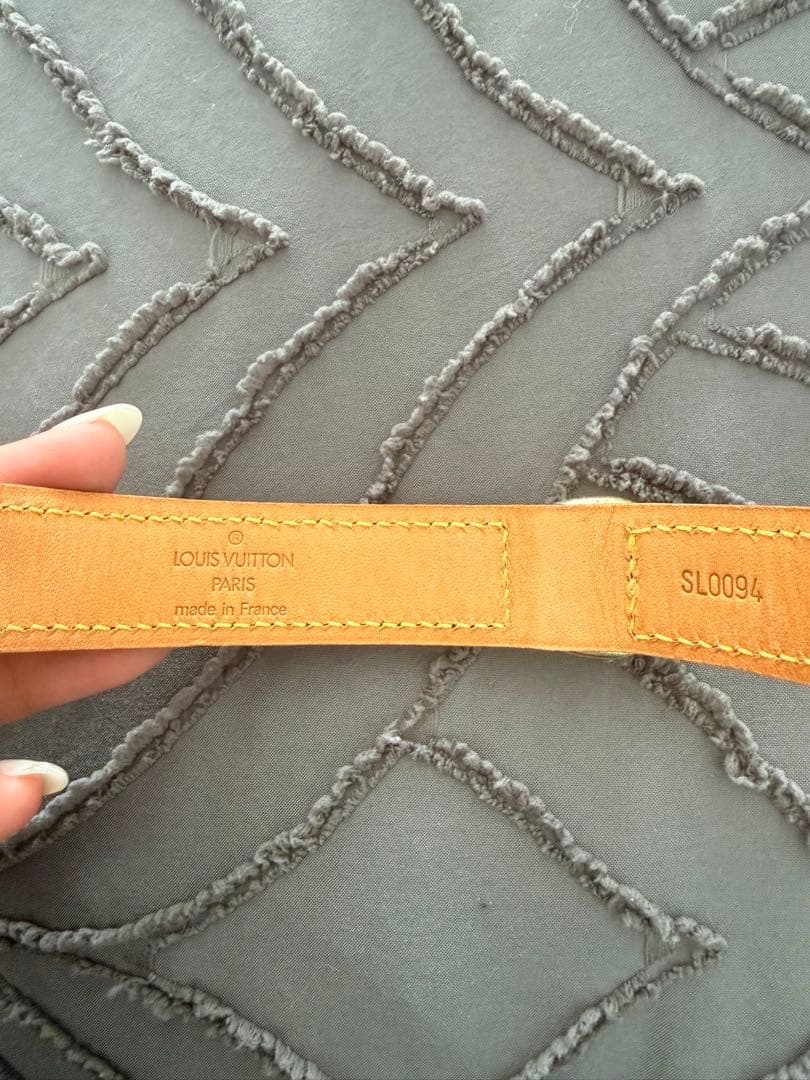 ®
LOUIS VUITTON
PARIS
made in France
SL0094